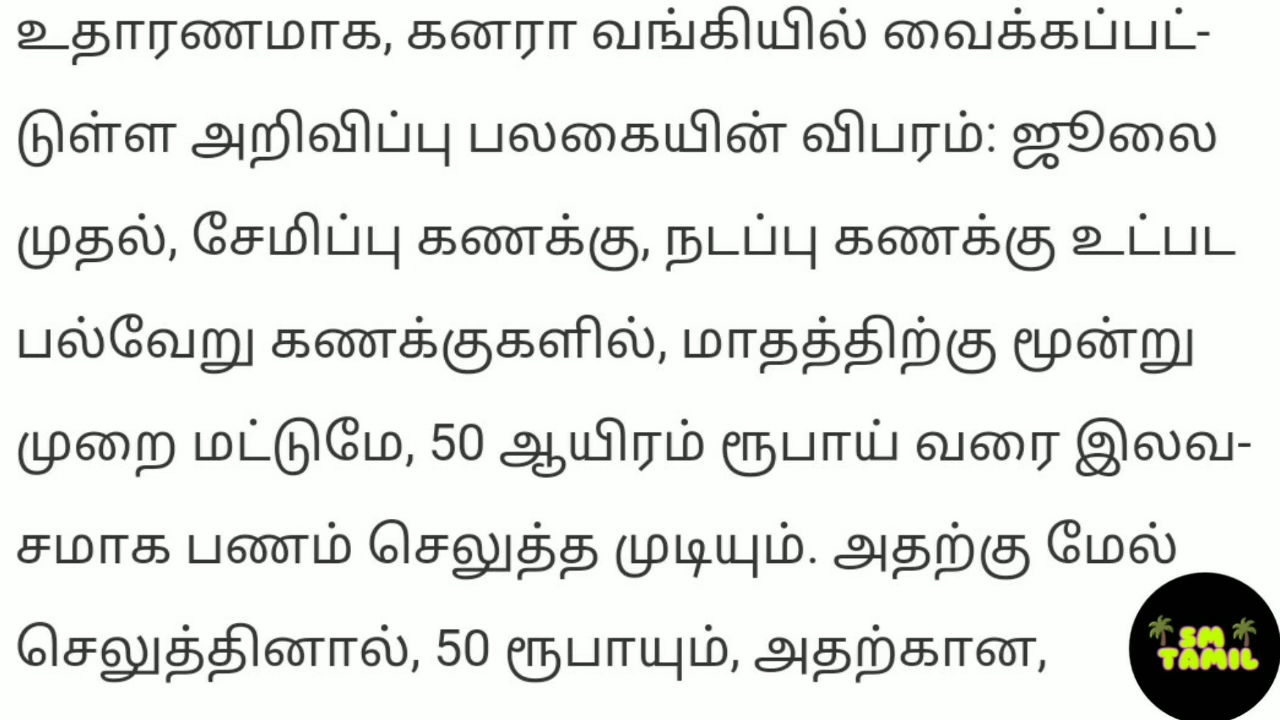 உதாரணமாக, கனரா வங்கியில் வைக்கப்பட்-
டுள்ள அறிவிப்பு பலகையின் விபரம்: ஜூலை
முதல், சேமிப்பு கணக்கு, நடப்பு கணக்கு உட்பட
பல்வேறு கணக்குகளில், மாதத்திற்கு மூன்று
முறை மட்டுமே, 50 ஆயிரம் ரூபாய் வரை இலவ-
சமாக பணம் செலுத்த முடியும். அதற்கு மேல்
செலுத்தினால், 50 ரூபாயும், அதற்கான,
SM
TAMIL